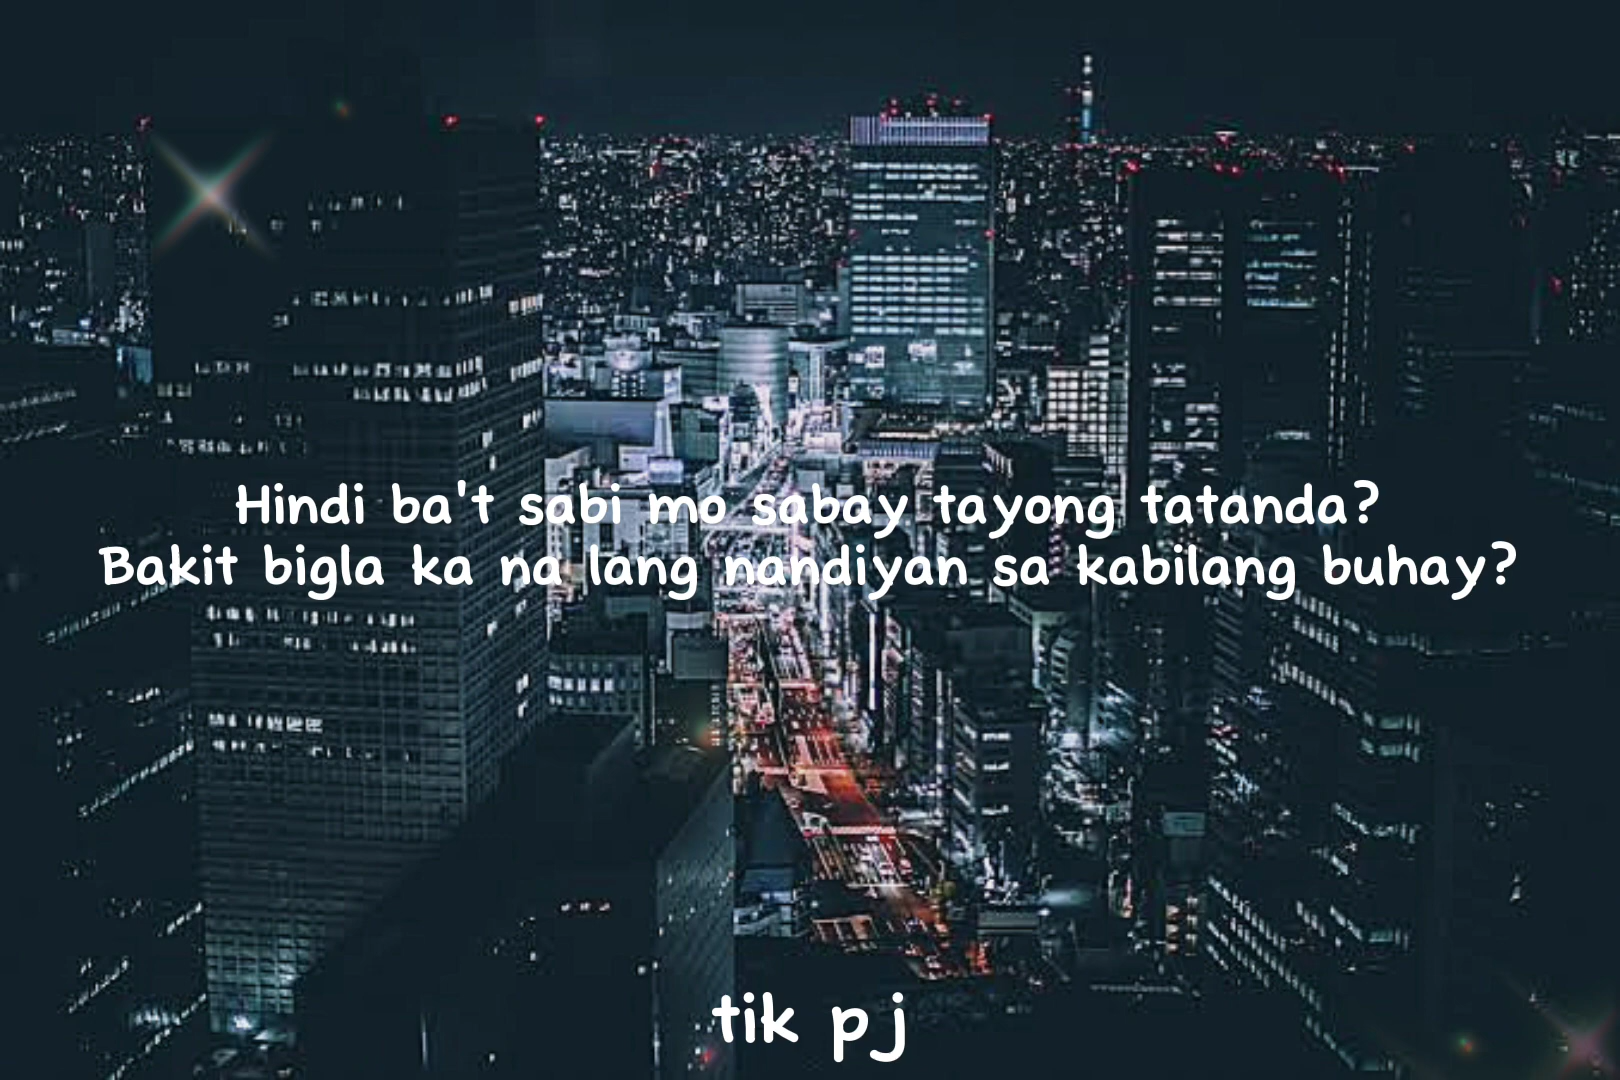 Hindi ba't sabi mo sabay tayong tatanda?
Bakit bigla ka na lang nandiyan sa kabilang buhay?
tik pj